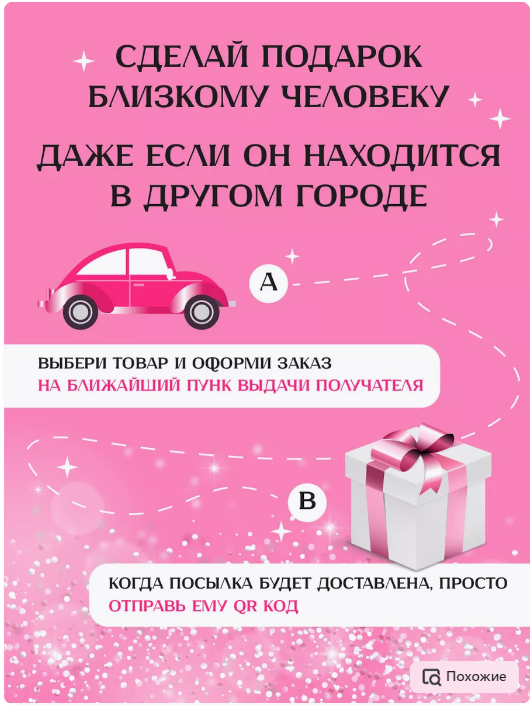 СДЕЛАЙ ПОДАРОК
БЛИЗКОМУ ЧЕЛОВЕКУ
ДАЖЕ ЕСЛИ ОН НАХОДИТСЯ
В ДРУГОМ ГОРОДЕ
A
ВЫБЕРИ ТОВАР И ОФОРМИ ЗАКАЗ
НА БЛИЖАЙШИЙ ПУНК ВЫДАЧИ ПОЛУЧАТЕЛЯ
B
КОГДА ПОСЫЛКА БУДЕТ ДОСТАВЛЕНА, ПРОСТО
ОТПРАВЬ ЕМУ QR КОД
Похожие